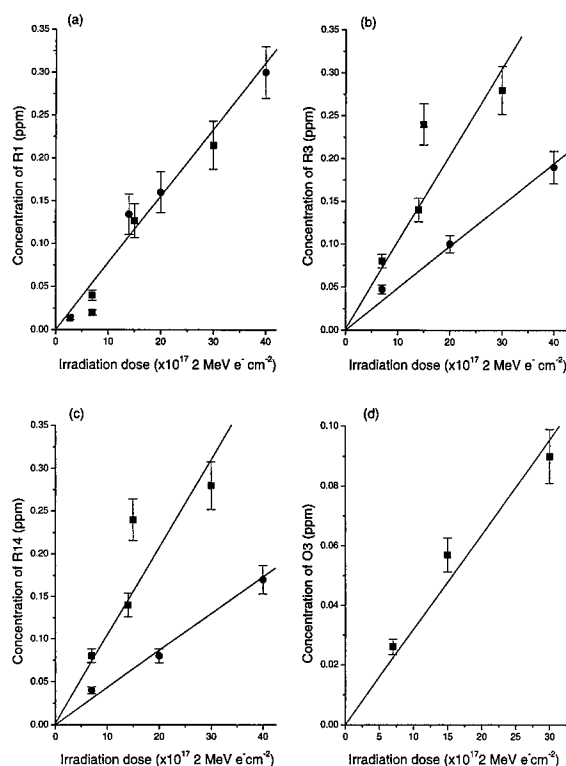 (a)
Concentration of R1 (ppm)
0.35
0.30
0.25
0.20
0.15
0.10
0.05
0.00
0 10 20 30 40
Irradiation dose (x10¹⁷ 2 MeV e⁻ cm⁻²)
(b)
Concentration of R3 (ppm)
0.35
0.30
0.25
0.20
0.15
0.10
0.05
0.00
0 10 20 30 40
Irradiation dose (x10¹⁷ 2 MeV e⁻ cm⁻²)
(c)
Concentration of R14 (ppm)
0.35
0.30
0.25
0.20
0.15
0.10
0.05
0.00
0 10 20 30 40
Irradiation dose (x10¹⁷ 2 MeV e⁻cm⁻²)
(d)
Concentration of O3 (ppm)
0.10
0.08
0.06
0.04
0.02
0.00
0 5 10 15 20 25 30
Irradiation dose (x10¹⁷2 MeV e⁻cm⁻²)